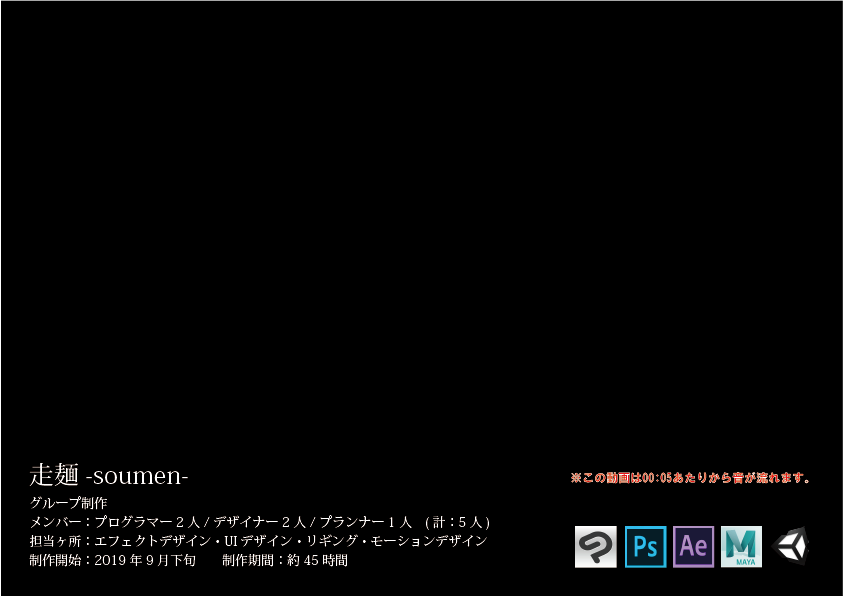 走麺 -soumen-
グループ制作
メンバー：プログラマー２人 / デザイナー２人 / プランナー１人　( 計：５人 )
担当ヶ所：エフェクトデザイン・UI デザイン・リギング・モーションデザイン
制作開始：2019 年 9 月下旬　　制作期間：約 45 時間
※この動画は00:05あたりから音が流れます。
Ps
Ae
MAYA